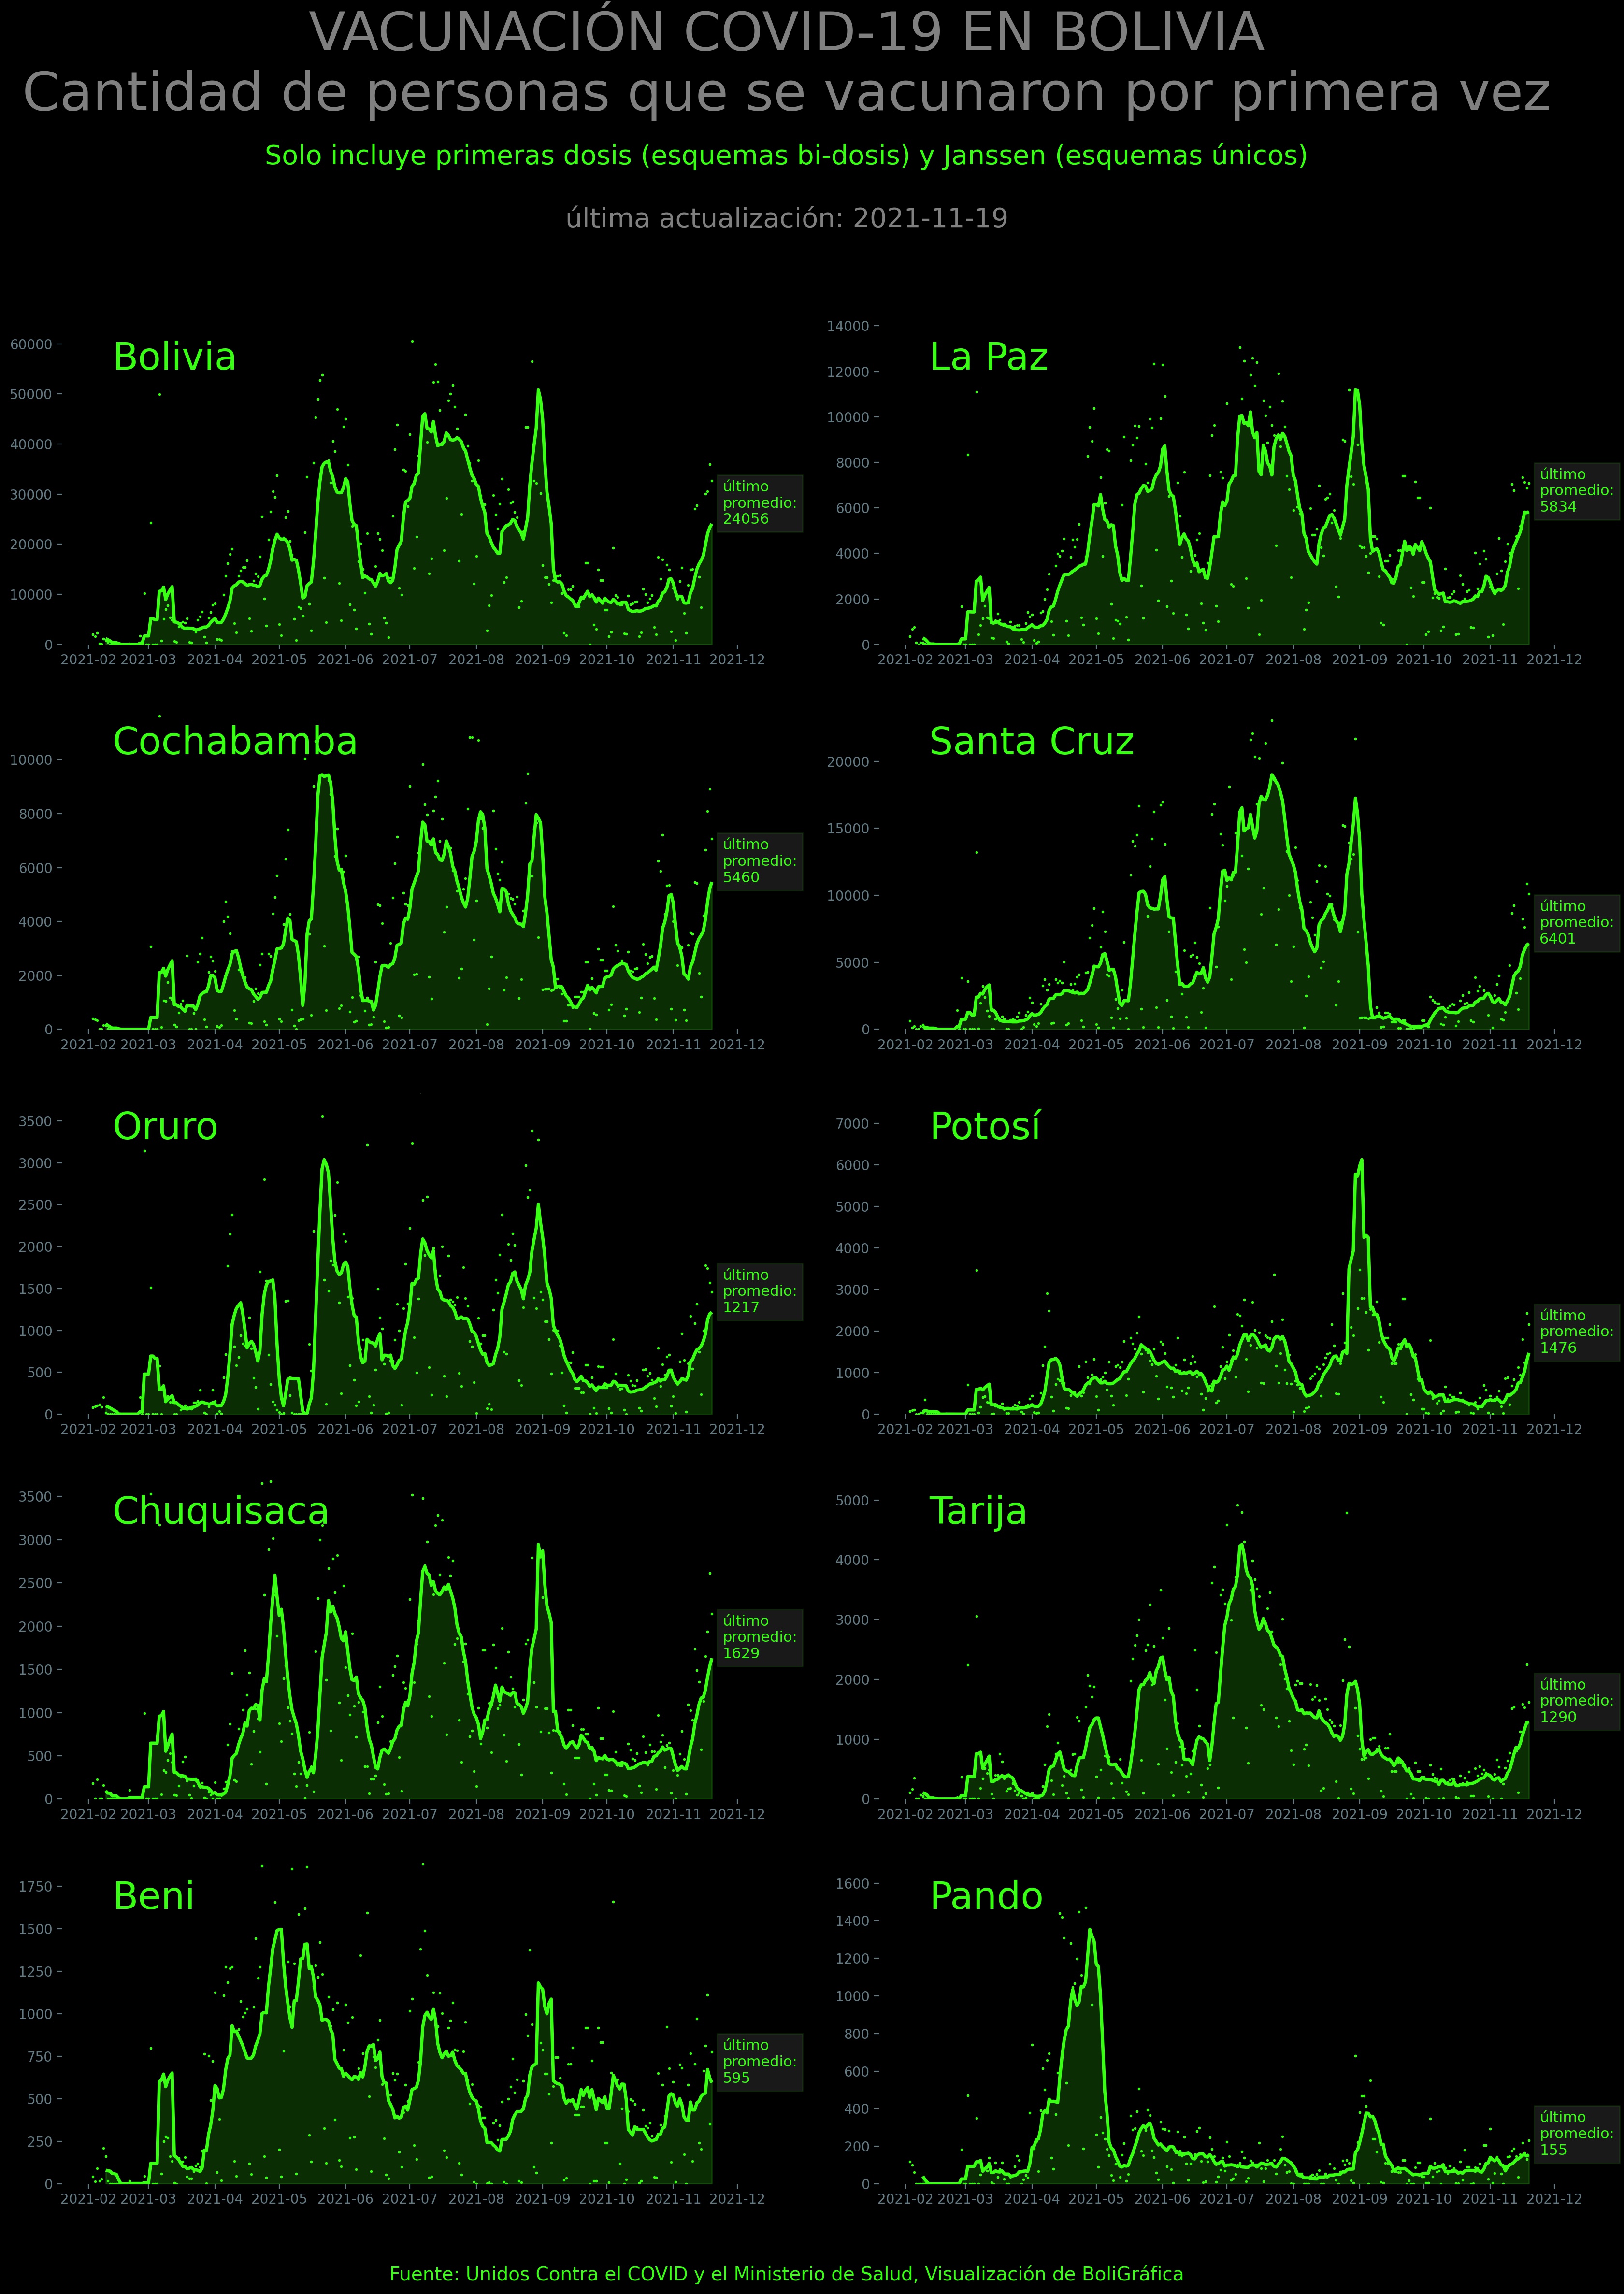 VACUNACIÓN COVID-19 EN BOLIVIA
Cantidad de personas que se vacunaron por primera vez
Solo incluye primeras dosis (esquemas bi-dosis) y Janssen (esquemas únicos)
última actualización: 2021-11-19
Bolivia
60000
50000
40000
30000
20000
10000
0
2021-02 2021-03 2021-04 2021-05 2021-06 2021-07 2021-08 2021-09 2021-10 2021-11 2021-12
último
promedio:
24056
La Paz
14000
12000
10000
8000
6000
4000
2000
0
2021-02 2021-03 2021-04 2021-05 2021-06 2021-07 2021-08 2021-09 2021-10 2021-11 2021-12
último
promedio:
5834
Cochabamba
10000
8000
6000
4000
2000
0
2021-02 2021-03 2021-04 2021-05 2021-06 2021-07 2021-08 2021-09 2021-10 2021-11 2021-12
último
promedio:
5460
Santa Cruz
20000
15000
10000
5000
0
2021-02 2021-03 2021-04 2021-05 2021-06 2021-07 2021-08 2021-09 2021-10 2021-11 2021-12
último
promedio:
6401
Oruro
3500
3000
2500
2000
1500
1000
500
0
2021-02 2021-03 2021-04 2021-05 2021-06 2021-07 2021-08 2021-09 2021-10 2021-11 2021-12
último
promedio:
1217
Potosí
7000
6000
5000
4000
3000
2000
1000
0
2021-02 2021-03 2021-04 2021-05 2021-06 2021-07 2021-08 2021-09 2021-10 2021-11 2021-12
último
promedio:
1476
Chuquisaca
3500
3000
2500
2000
1500
1000
500
0
2021-02 2021-03 2021-04 2021-05 2021-06 2021-07 2021-08 2021-09 2021-10 2021-11 2021-12
último
promedio:
1629
Tarija
5000
4000
3000
2000
1000
0
2021-02 2021-03 2021-04 2021-05 2021-06 2021-07 2021-08 2021-09 2021-10 2021-11 2021-12
último
promedio:
1290
Beni
1750
1500
1250
1000
750
500
250
0
2021-02 2021-03 2021-04 2021-05 2021-06 2021-07 2021-08 2021-09 2021-10 2021-11 2021-12
último
promedio:
595
Pando
1600
1400
1200
1000
800
600
400
200
0
2021-02 2021-03 2021-04 2021-05 2021-06 2021-07 2021-08 2021-09 2021-10 2021-11 2021-12
último
promedio:
155
Fuente: Unidos Contra el COVID y el Ministerio de Salud, Visualización de BoliGráfica